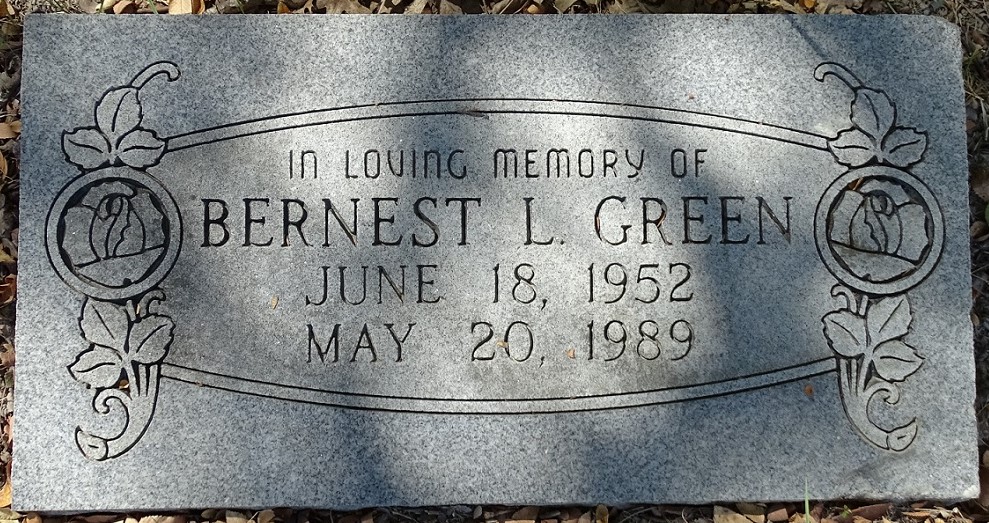 IN LOVING MEMORY OF
BERNEST L. GREEN
JUNE 18, 1952
MAY 20, 1989